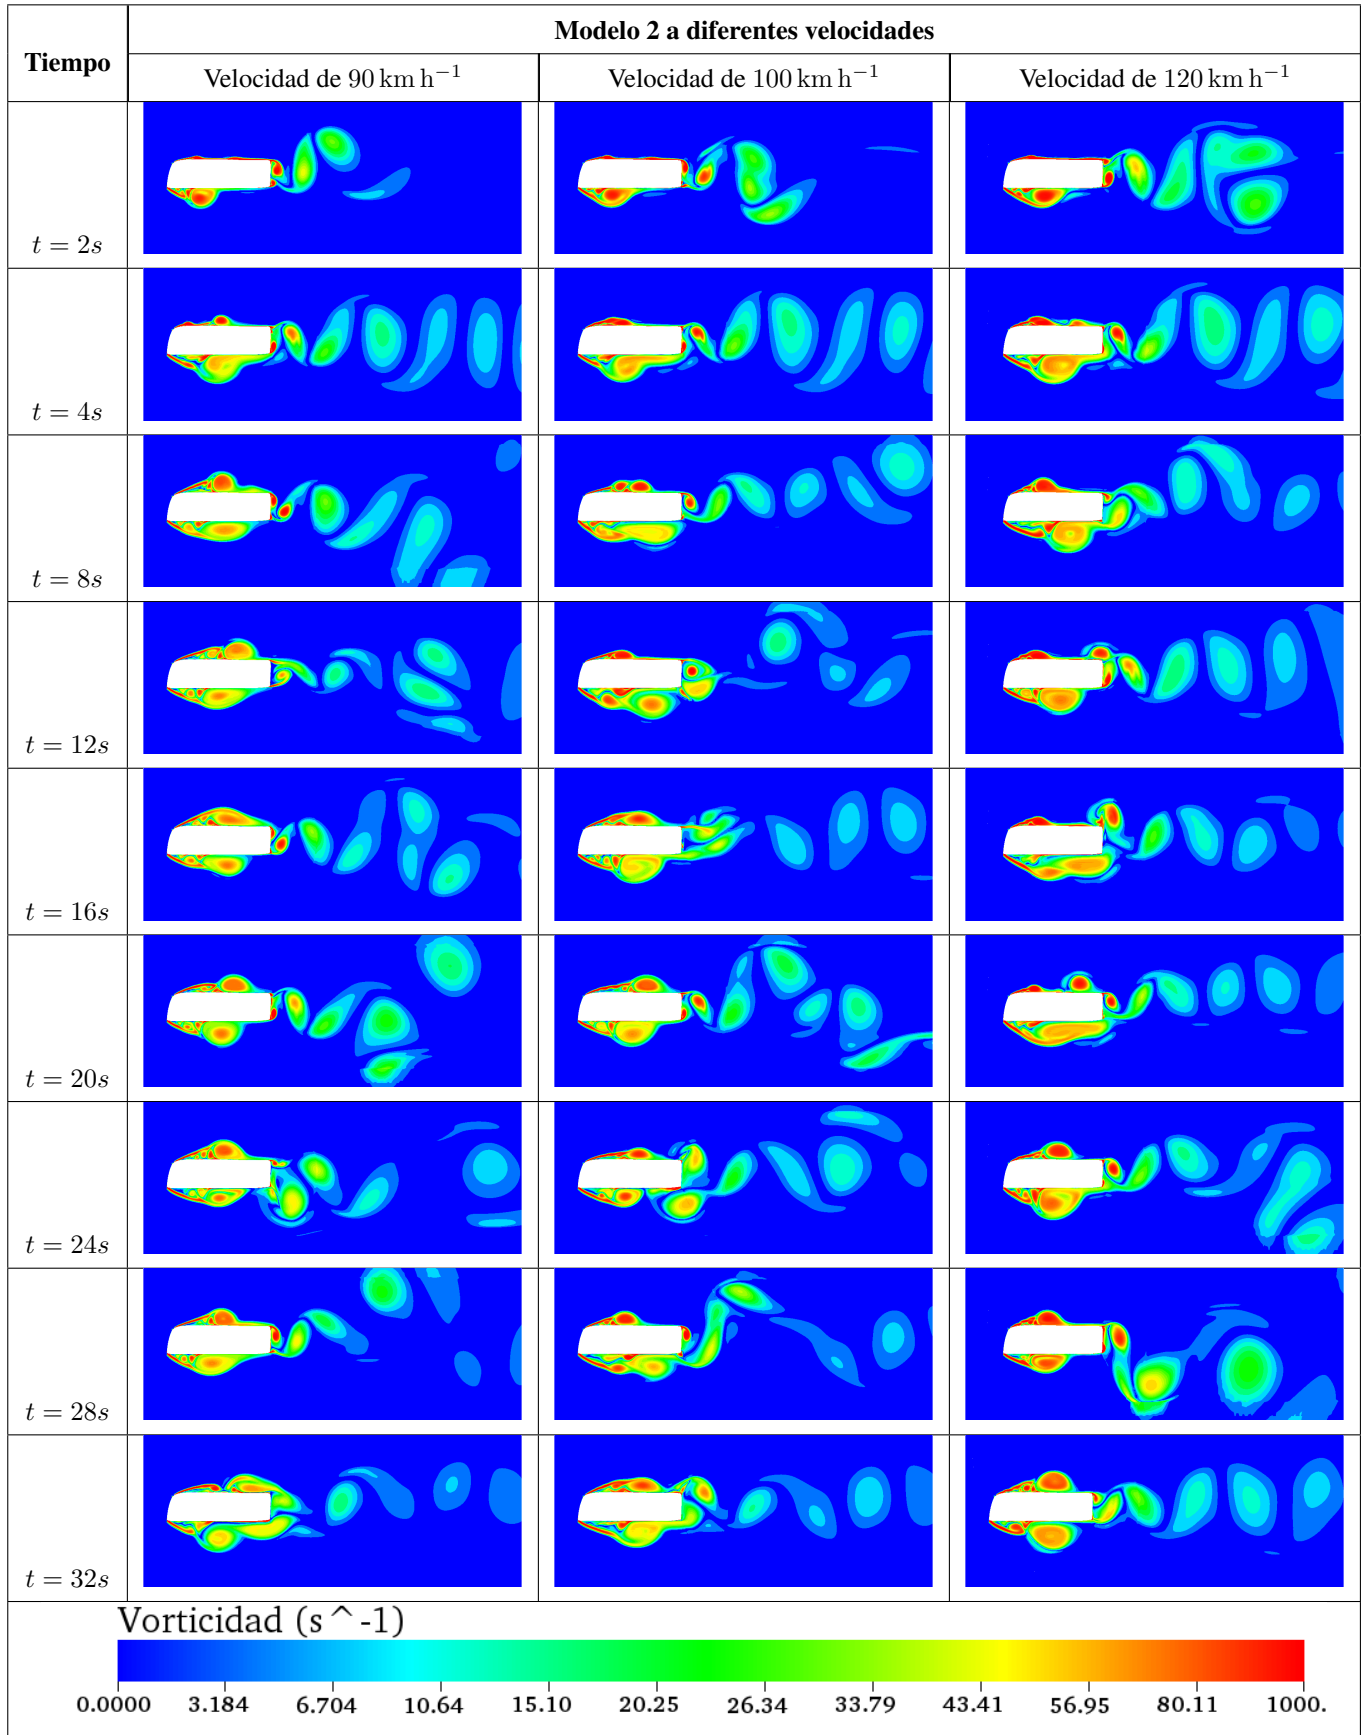 Modelo 2 a diferentes velocidades
Tiempo
Velocidad de 90 km h⁻¹ Velocidad de 100 km h⁻¹ Velocidad de 120 km h⁻¹
t = 2s
t = 4s
t = 8s
t = 12s
t = 16s
t = 20s
t = 24s
t = 28s
t = 32s
Vorticidad (s^-1)
0.0000 3.184 6.704 10.64 15.10 20.25 26.34 33.79 43.41 56.95 80.11 1000.